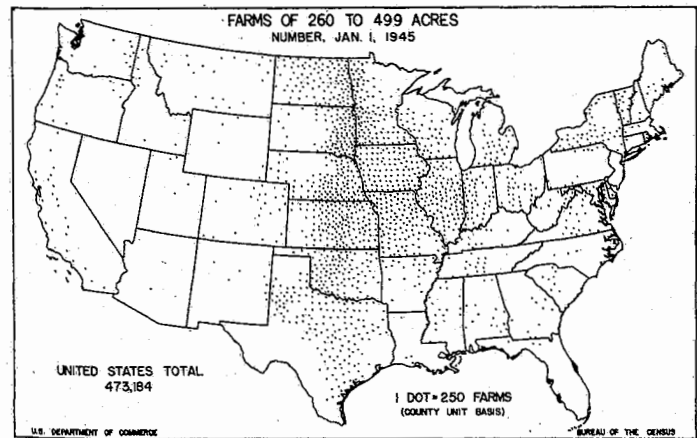 FARMS OF 260 TO 499 ACRES
NUMBER, JAN. 1, 1945
UNITED STATES TOTAL
473,184
1 DOT=250 FARMS
(COUNTY UNIT BASIS)
U.S. DEPARTMENT OF COMMERCE
BUREAU OF THE CENSUS